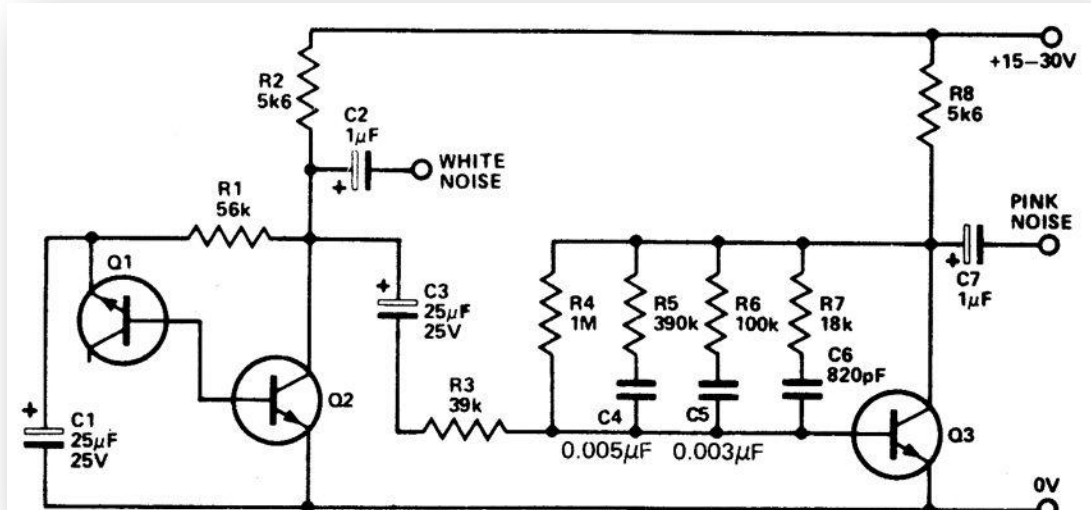 +15–30V
R2
5k6
R8
5k6
C2
1μF
+
WHITE
NOISE
R1
56k
PINK
NOISE
Q1
+
C3
25μF
25V
R4
1M
R5
390k
R6
100k
R7
18k
+
C7
1μF
C6
820pF
R3
39k
Q2
+
C1
25μF
25V
C4
0.005μF
C5
0.003μF
Q3
0V